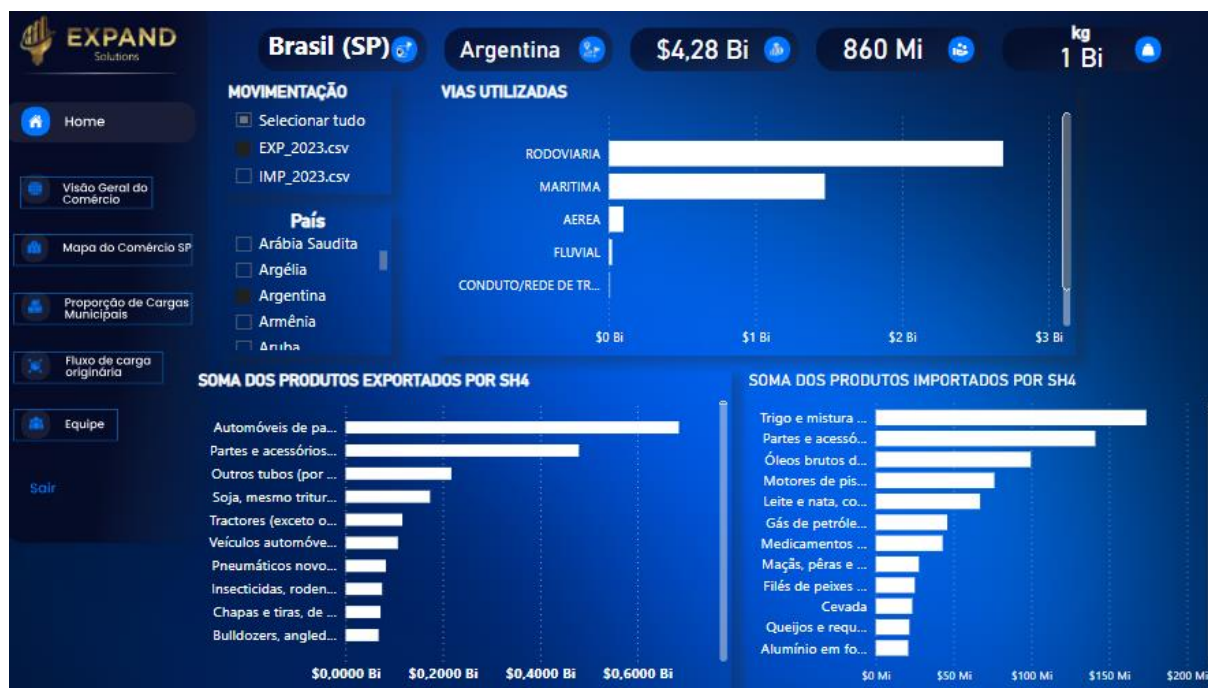 EXPAND
Solutions
Brasil (SP)
Argentina
$4,28 Bi
860 Mi
kg
1 Bi
Home
Visão Geral do
Comércio
Mapa do Comércio SP
Proporção de Cargas
Municipais
Fluxo de carga
originária
Equipe
Sair
MOVIMENTAÇÃO
Selecionar tudo
EXP_2023.csv
IMP_2023.csv
País
Arábia Saudita
Argélia
Argentina
Armênia
Aruba
VIAS UTILIZADAS
RODOVIARIA
MARITIMA
AEREA
FLUVIAL
CONDUTO/REDE DE TR...
$0 Bi $1 Bi $2 Bi $3 Bi
SOMA DOS PRODUTOS EXPORTADOS POR SH4
Automóveis de pa...
Partes e acessórios...
Outros tubos (por ...
Soja, mesmo tritur...
Tractores (exceto o...
Veículos automóve...
Pneumáticos novo...
Insecticidas, roden...
Chapas e tiras, de ...
Bulldozers, angled...
$0,0000 Bi $0,2000 Bi $0,4000 Bi $0,6000 Bi
SOMA DOS PRODUTOS IMPORTADOS POR SH4
Trigo e mistura ...
Partes e acessó...
Óleos brutos d...
Motores de pis...
Leite e nata, co...
Gás de petróle...
Medicamentos ...
Maçãs, pêras e ...
Filés de peixes ...
Cevada
Queijos e requ...
Alumínio em fo...
$0 Mi $50 Mi $100 Mi $150 Mi $200 Mi